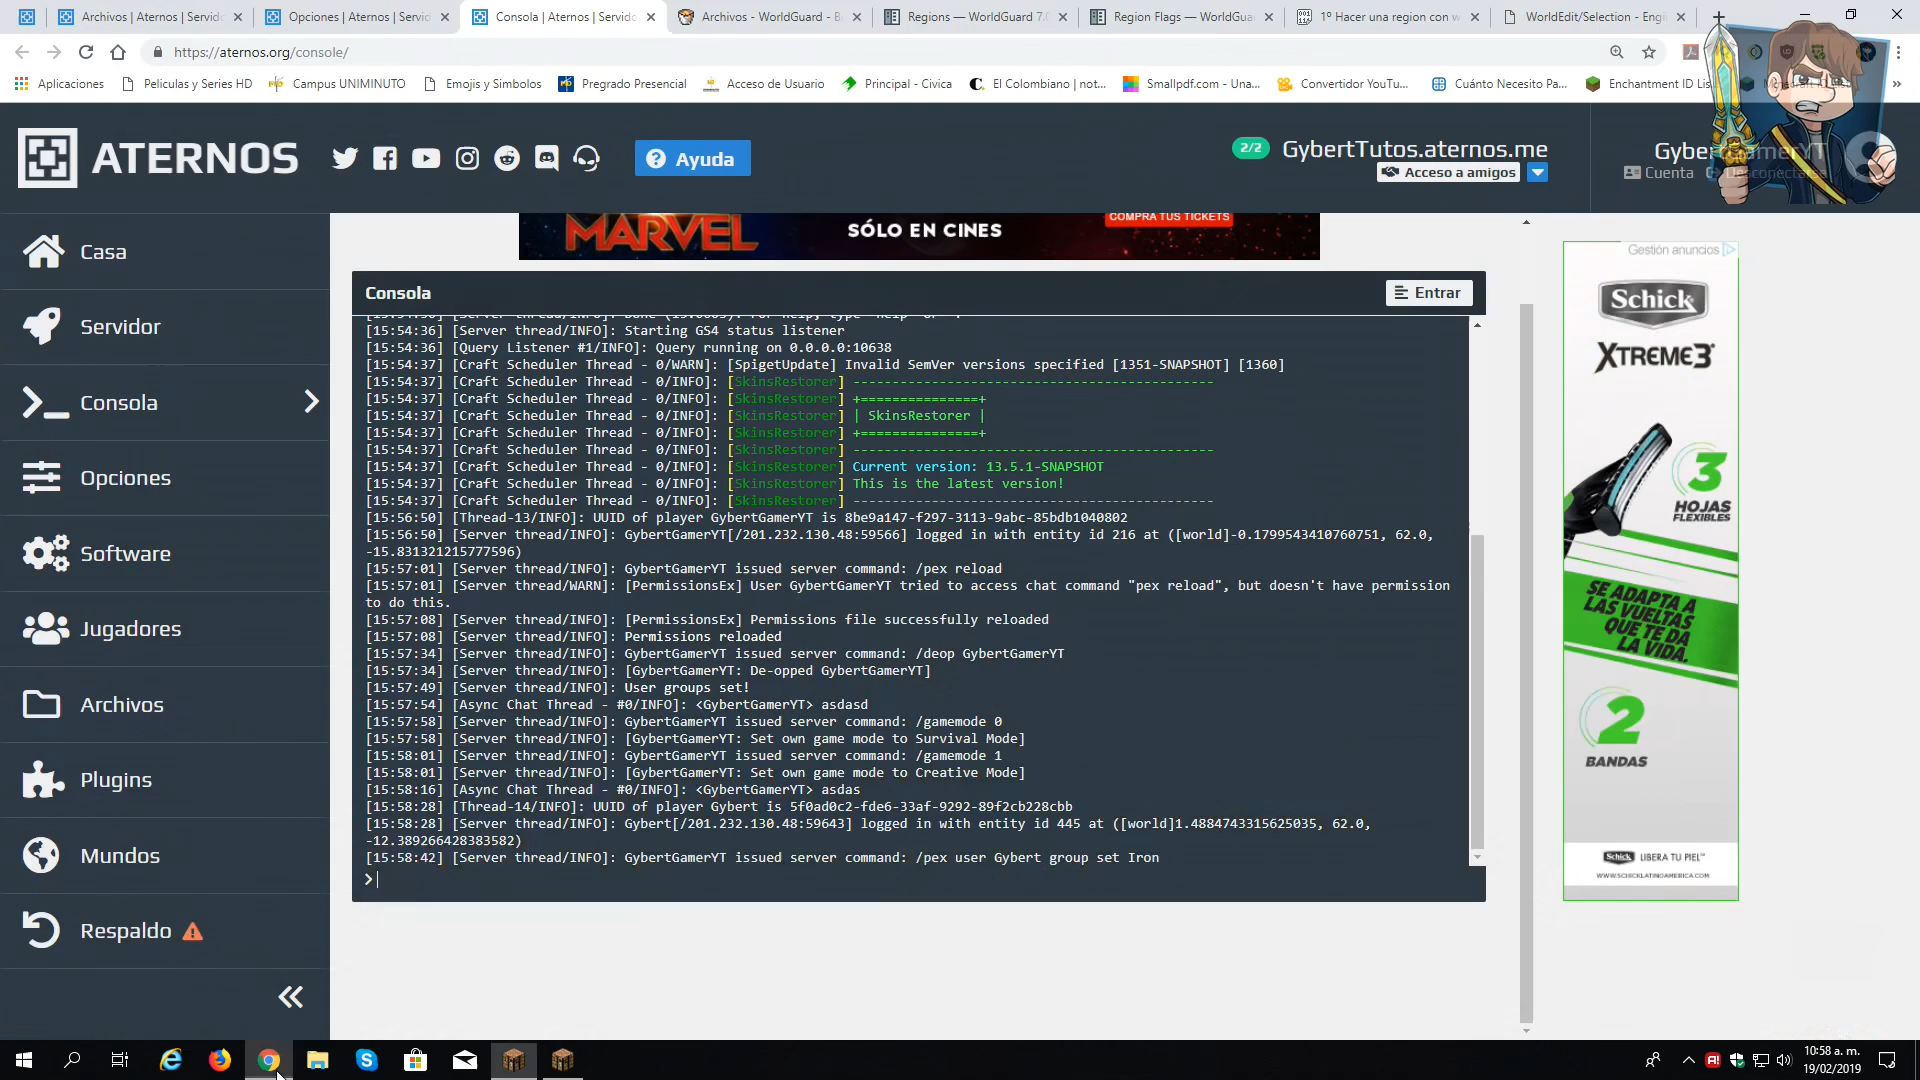 Archivos | Aternos | Servido
Opciones | Aternos | Servido
Consola | Aternos | Servido
Archivos - WorldGuard - B
Regions — WorldGuard 7.0
Region Flags — WorldGua
1º Hacer una region con w
WorldEdit/Selection - Engi
https://aternos.org/console/
Aplicaciones
Peliculas y Series HD
Campus UNIMINUTO
Emojis y Simbolos
Pregrado Presencial
Acceso de Usuario
Principal - Civica
El Colombiano | not...
Smallpdf.com - Una...
Convertidor YouTu...
Cuánto Necesito Pa...
Enchantment ID Lis
ATERNOS
Ayuda
2/2
GybertTutos.aternos.me
Acceso a amigos
GybertGamerYT
Cuenta
Desconectarse
Casa
Servidor
Consola
Opciones
Software
Jugadores
Archivos
Plugins
Mundos
Respaldo
MARVEL
SÓLO EN CINES
COMPRA TUS TICKETS
Consola
Entrar
[15:54:36] [Server thread/INFO]: Starting GS4 status listener
[15:54:36] [Query Listener #1/INFO]: Query running on 0.0.0.0:10638
[15:54:37] [Craft Scheduler Thread - 0/WARN]: [SpigetUpdate] Invalid SemVer versions specified [1351-SNAPSHOT] [1360]
[15:54:37] [Craft Scheduler Thread - 0/INFO]: [SkinsRestorer] ----------------------------------------------
[15:54:37] [Craft Scheduler Thread - 0/INFO]: [SkinsRestorer] +===============+
[15:54:37] [Craft Scheduler Thread - 0/INFO]: [SkinsRestorer] | SkinsRestorer |
[15:54:37] [Craft Scheduler Thread - 0/INFO]: [SkinsRestorer] +===============+
[15:54:37] [Craft Scheduler Thread - 0/INFO]: [SkinsRestorer] ----------------------------------------------
[15:54:37] [Craft Scheduler Thread - 0/INFO]: [SkinsRestorer] Current version: 13.5.1-SNAPSHOT
[15:54:37] [Craft Scheduler Thread - 0/INFO]: [SkinsRestorer] This is the latest version!
[15:54:37] [Craft Scheduler Thread - 0/INFO]: [SkinsRestorer] ----------------------------------------------
[15:56:50] [Thread-13/INFO]: UUID of player GybertGamerYT is 8be9a147-f297-3113-9abc-85bdb1040802
[15:56:50] [Server thread/INFO]: GybertGamerYT[/201.232.130.48:59566] logged in with entity id 216 at ([world]-0.1799543410760751, 62.0,
-15.831321215777596)
[15:57:01] [Server thread/INFO]: GybertGamerYT issued server command: /pex reload
[15:57:01] [Server thread/WARN]: [PermissionsEx] User GybertGamerYT tried to access chat command "pex reload", but doesn't have permission
to do this.
[15:57:08] [Server thread/INFO]: [PermissionsEx] Permissions file successfully reloaded
[15:57:08] [Server thread/INFO]: Permissions reloaded
[15:57:34] [Server thread/INFO]: GybertGamerYT issued server command: /deop GybertGamerYT
[15:57:34] [Server thread/INFO]: [GybertGamerYT: De-opped GybertGamerYT]
[15:57:49] [Server thread/INFO]: User groups set!
[15:57:54] [Async Chat Thread - #0/INFO]: <GybertGamerYT> asdasd
[15:57:58] [Server thread/INFO]: GybertGamerYT issued server command: /gamemode 0
[15:57:58] [Server thread/INFO]: [GybertGamerYT: Set own game mode to Survival Mode]
[15:58:01] [Server thread/INFO]: GybertGamerYT issued server command: /gamemode 1
[15:58:01] [Server thread/INFO]: [GybertGamerYT: Set own game mode to Creative Mode]
[15:58:16] [Async Chat Thread - #0/INFO]: <GybertGamerYT> asdas
[15:58:28] [Thread-14/INFO]: UUID of player Gybert is 5f0ad0c2-fde6-33af-9292-89f2cb228cbb
[15:58:28] [Server thread/INFO]: Gybert[/201.232.130.48:59643] logged in with entity id 445 at ([world]1.4884743315625035, 62.0,
-12.389266428383582)
[15:58:42] [Server thread/INFO]: GybertGamerYT issued server command: /pex user Gybert group set Iron
>
Gestión anuncios
Schick
XTREME3
3
HOJAS
FLEXIBLES
SE ADAPTA A
LAS VUELTAS
QUE TE DA
LA VIDA.
2
BANDAS
Schick LIBERA TU PIEL
WWW.SCHICKLATINOAMERICA.COM
10:58 a. m.
19/02/2019